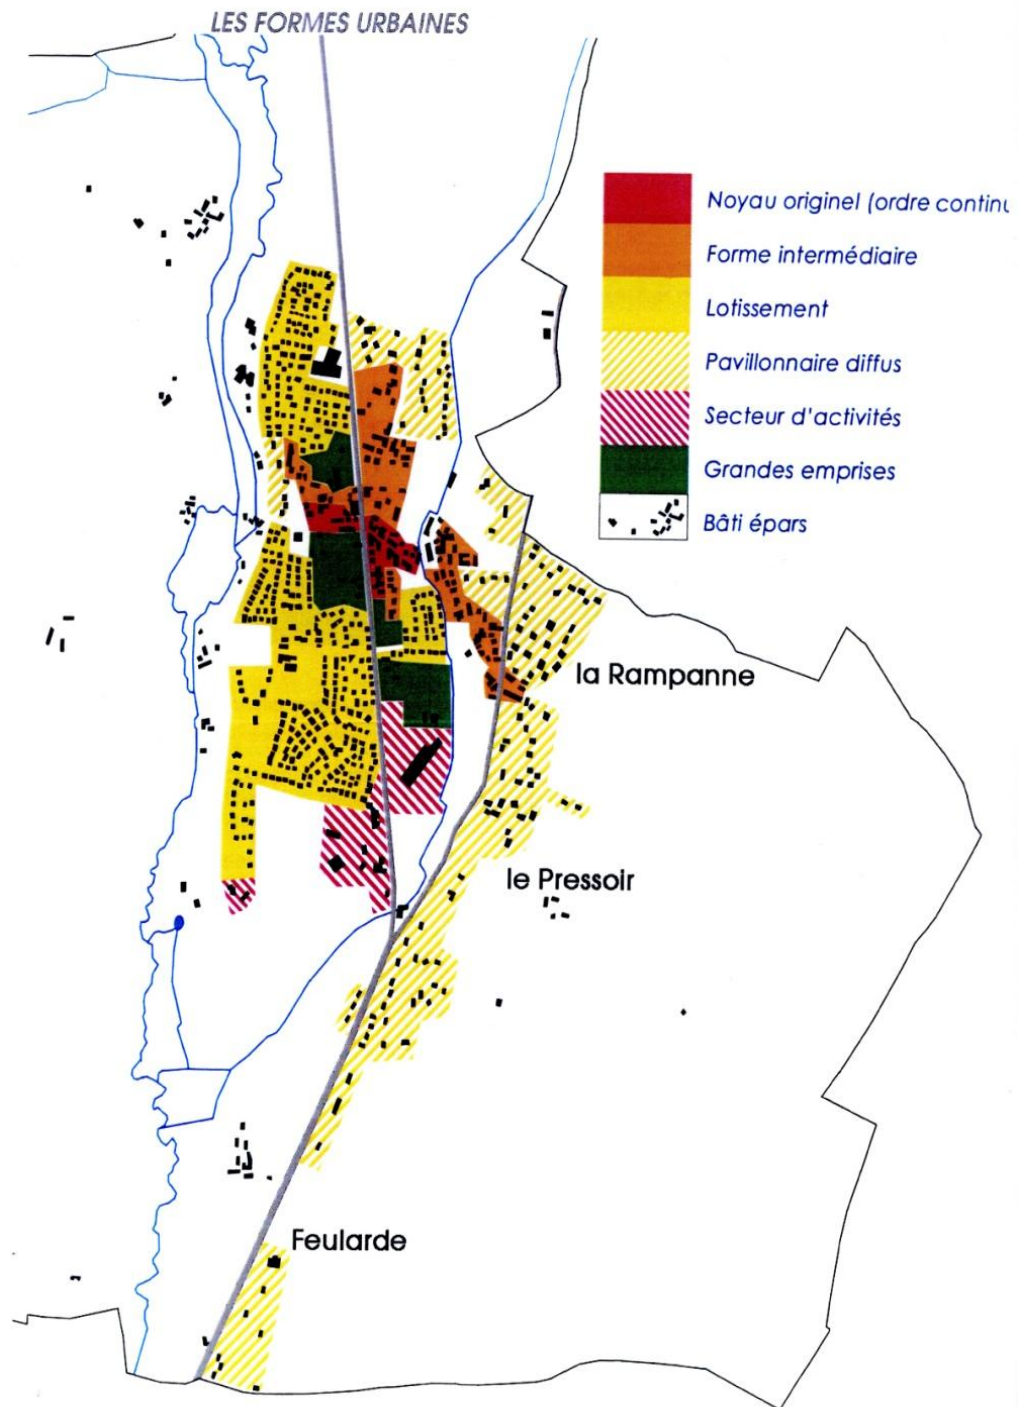 LES FORMES URBAINES
Noyau originel (ordre continu
Forme intermédiaire
Lotissement
Pavillonnaire diffus
Secteur d'activités
Grandes emprises
Bâti épars
la Rampanne
le Pressoir
Feularde